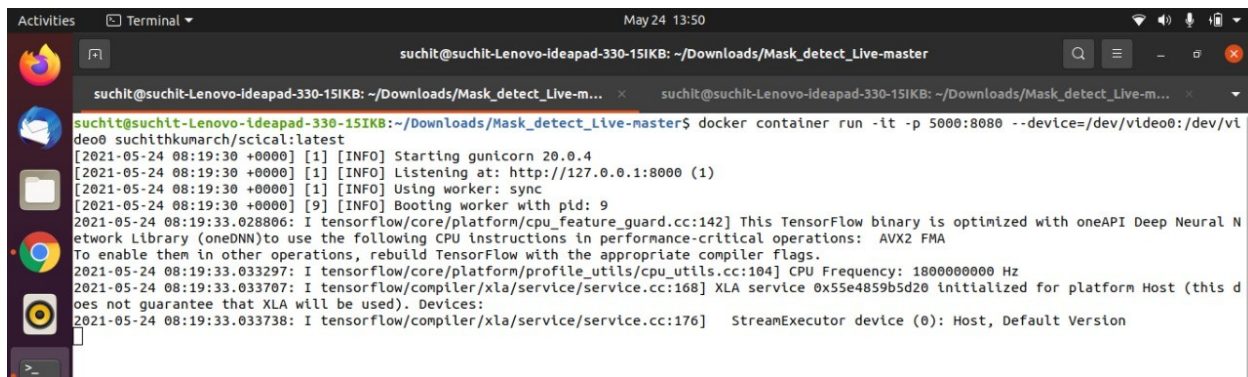 Activities Terminal May 24 13:50
suchit@suchit-Lenovo-ideapad-330-15IKB: ~/Downloads/Mask_detect_Live-master
suchit@suchit-Lenovo-ideapad-330-15IKB: ~/Downloads/Mask_detect_Live-m... × suchit@suchit-Lenovo-ideapad-330-15IKB: ~/Downloads/Mask_detect_Live-m... ×
suchit@suchit-Lenovo-ideapad-330-15IKB:~/Downloads/Mask_detect_Live-master$ docker container run -it -p 5000:8080 --device=/dev/video0:/dev/vi
deo0 suchithkumarch/scical:latest
[2021-05-24 08:19:30 +0000] [1] [INFO] Starting gunicorn 20.0.4
[2021-05-24 08:19:30 +0000] [1] [INFO] Listening at: http://127.0.0.1:8000 (1)
[2021-05-24 08:19:30 +0000] [1] [INFO] Using worker: sync
[2021-05-24 08:19:30 +0000] [9] [INFO] Booting worker with pid: 9
2021-05-24 08:19:33.028806: I tensorflow/core/platform/cpu_feature_guard.cc:142] This TensorFlow binary is optimized with oneAPI Deep Neural N
etwork Library (oneDNN)to use the following CPU instructions in performance-critical operations:  AVX2 FMA
To enable them in other operations, rebuild TensorFlow with the appropriate compiler flags.
2021-05-24 08:19:33.033297: I tensorflow/core/platform/profile_utils/cpu_utils.cc:104] CPU Frequency: 1800000000 Hz
2021-05-24 08:19:33.033707: I tensorflow/compiler/xla/service/service.cc:168] XLA service 0x55e4859b5d20 initialized for platform Host (this d
oes not guarantee that XLA will be used). Devices:
2021-05-24 08:19:33.033738: I tensorflow/compiler/xla/service/service.cc:176]   StreamExecutor device (0): Host, Default Version